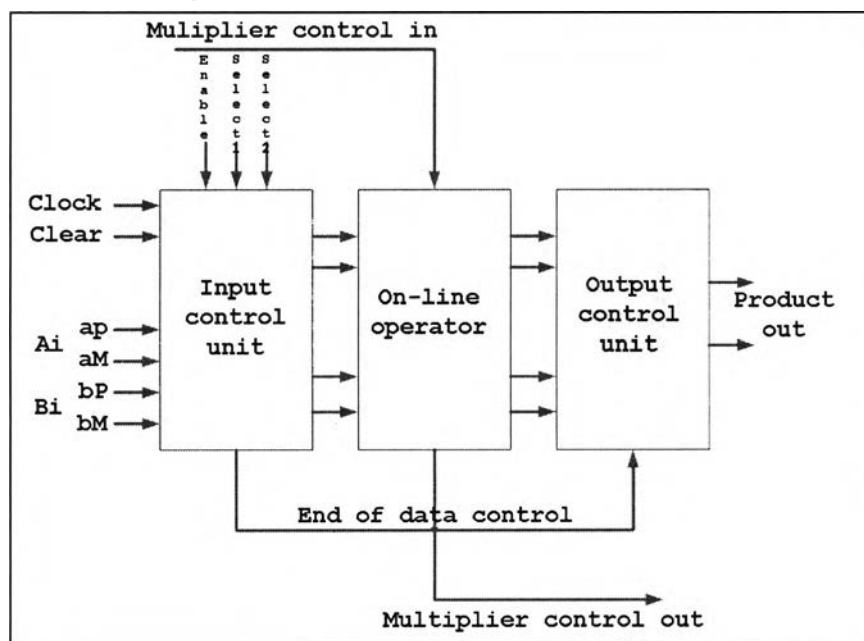 Muliplier control in
Enable
Select1
Select2
Clock
Clear
Ai
ap
aM
Bi
bP
bM
Input
control
unit
On-line
operator
Output
control
unit
Product
out
End of data control
Multiplier control out